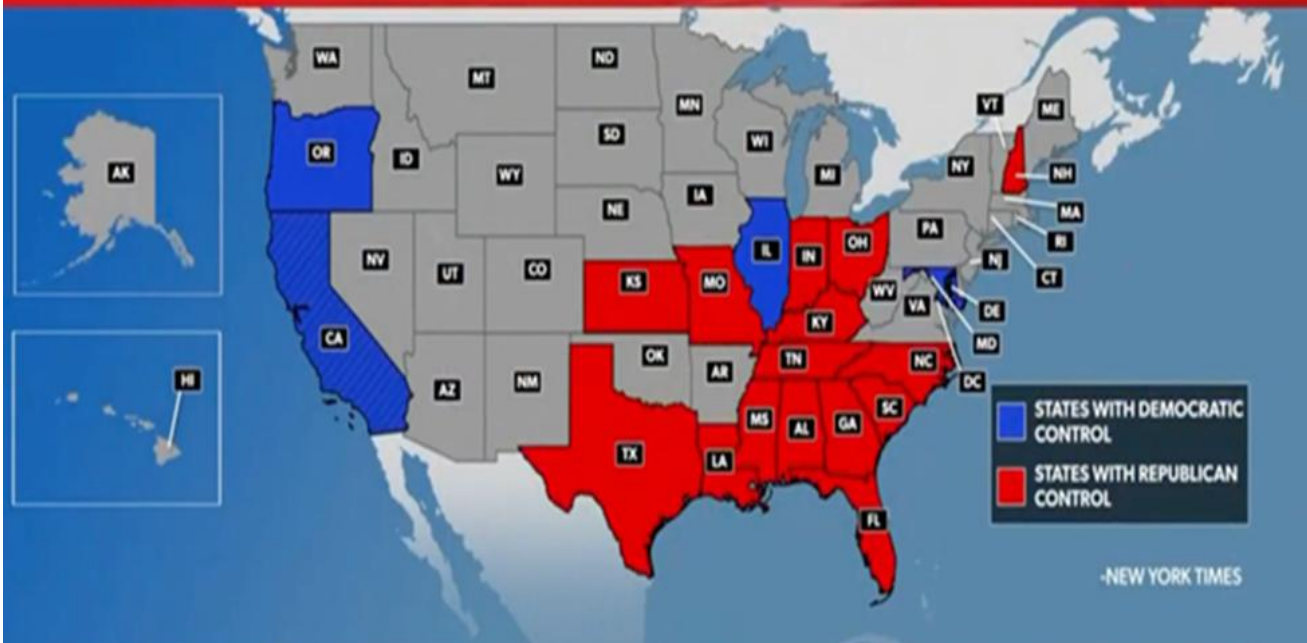 WA
MT
ND
MN
VT
ME
OR
ID
SD
WI
NY
NH
AK
WY
MI
MA
IA
NE
PA
RI
NV
UT
CO
IL
IN
OH
NJ
CT
KS
MO
WV
VA
DE
CA
KY
MD
HI
AZ
NM
OK
AR
TN
NC
DC
MS
AL
GA
SC
TX
LA
FL
STATES WITH DEMOCRATIC
CONTROL
STATES WITH REPUBLICAN
CONTROL
-NEW YORK TIMES